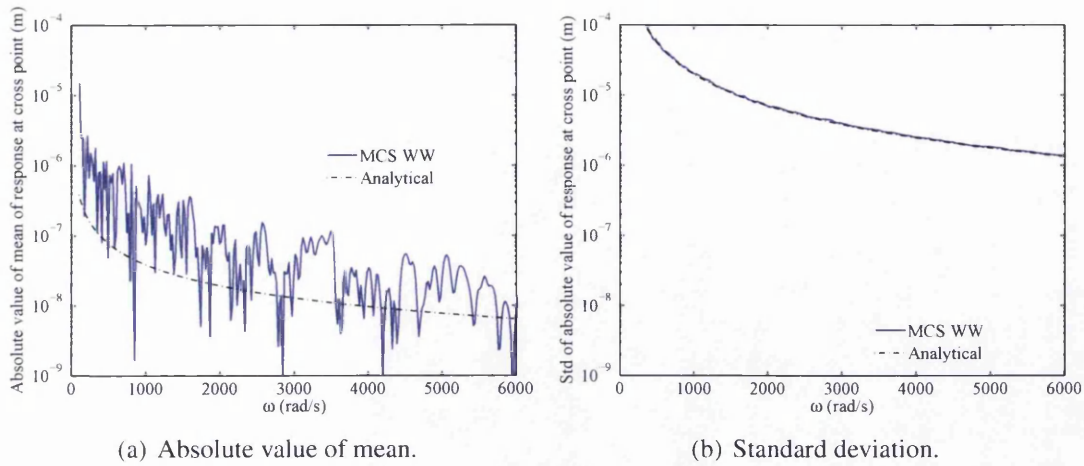 Absolute value of mean of response at cross point (m)
10⁻⁴
10⁻⁵
10⁻⁶
10⁻⁷
10⁻⁸
10⁻⁹
MCS WW
Analytical
0 1000 2000 3000 4000 5000 6000
ω (rad/s)
(a) Absolute value of mean.
Std of absolute value of response at cross point (m)
10⁻⁴
10⁻⁵
10⁻⁶
10⁻⁷
10⁻⁸
10⁻⁹
MCS WW
Analytical
0 1000 2000 3000 4000 5000 6000
ω (rad/s)
(b) Standard deviation.